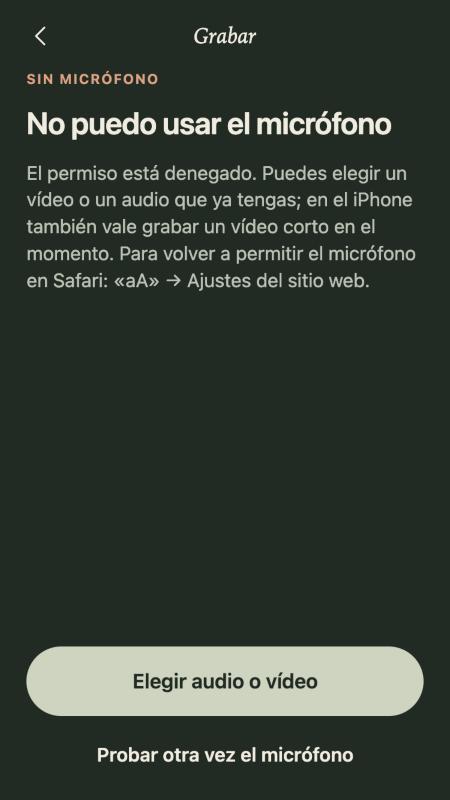 Grabar
SIN MICRÓFONO
No puedo usar el micrófono
El permiso está denegado. Puedes elegir un
vídeo o un audio que ya tengas; en el iPhone
también vale grabar un vídeo corto en el
momento. Para volver a permitir el micrófono
en Safari: «aA» → Ajustes del sitio web.
Elegir audio o vídeo
Probar otra vez el micrófono